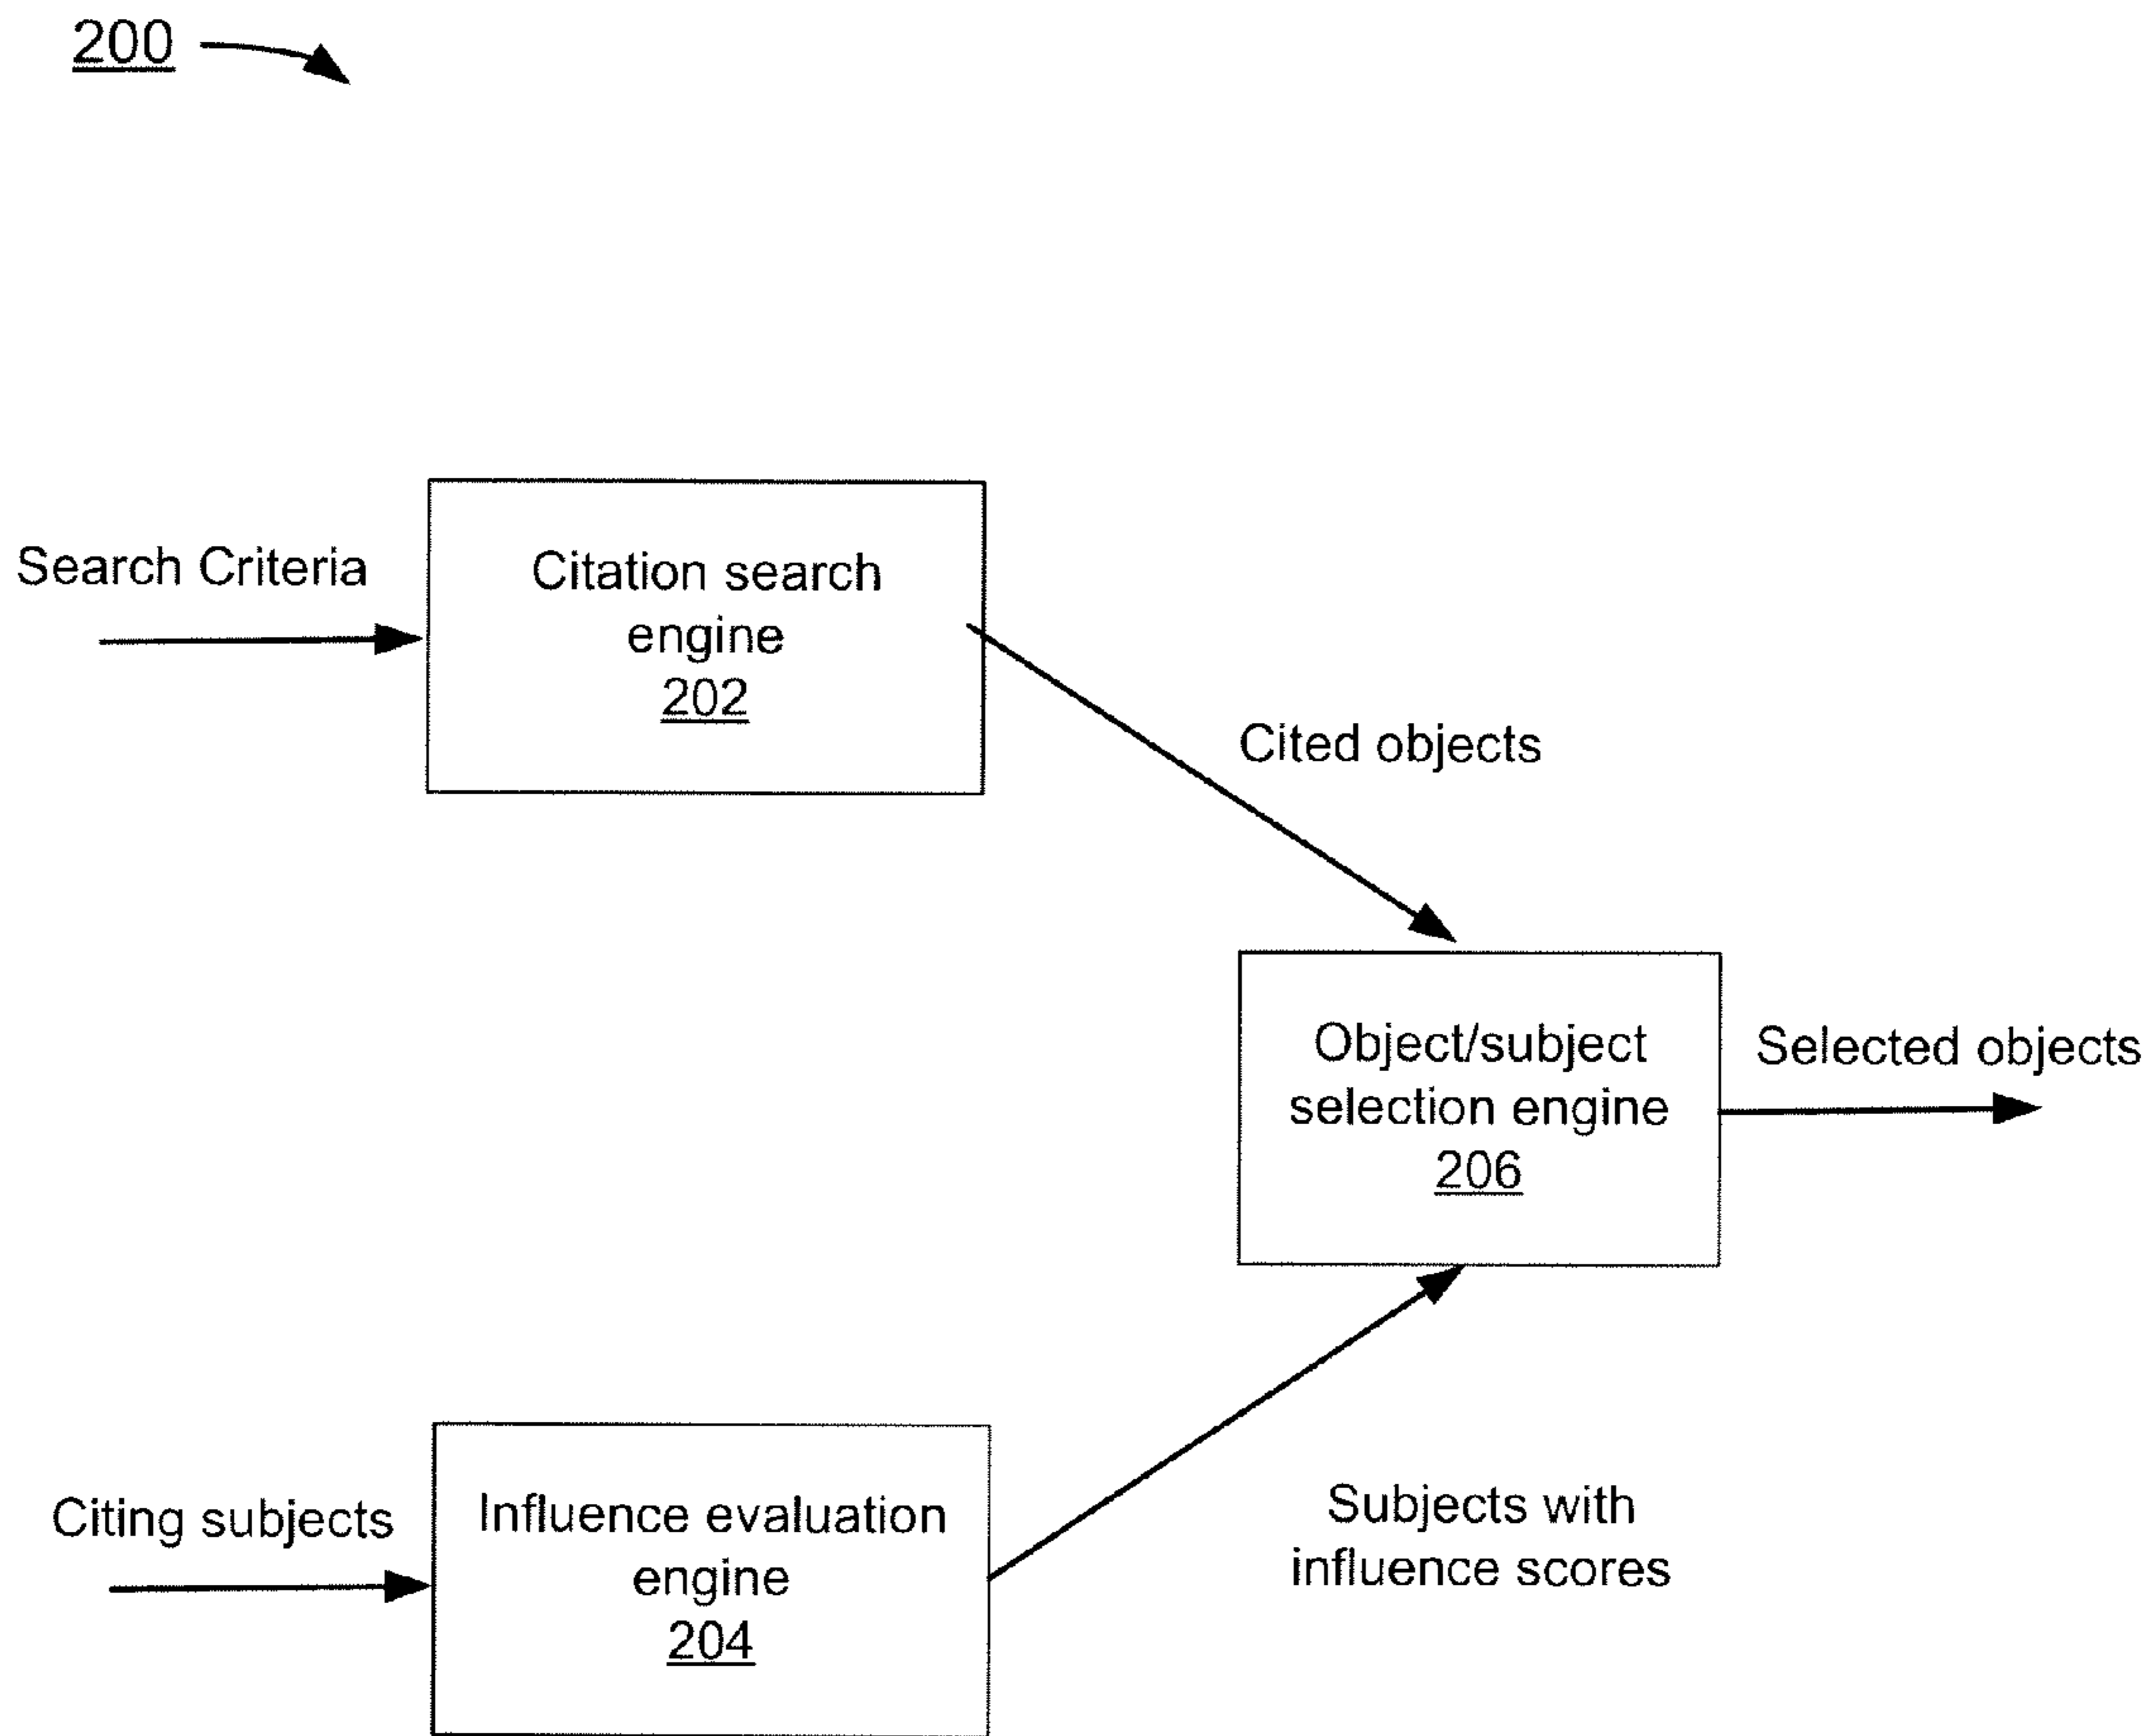 200
Search Criteria
Citation search
engine
202
Cited objects
Object/subject
selection engine
206
Selected objects
Citing subjects
Influence evaluation
engine
204
Subjects with
influence scores